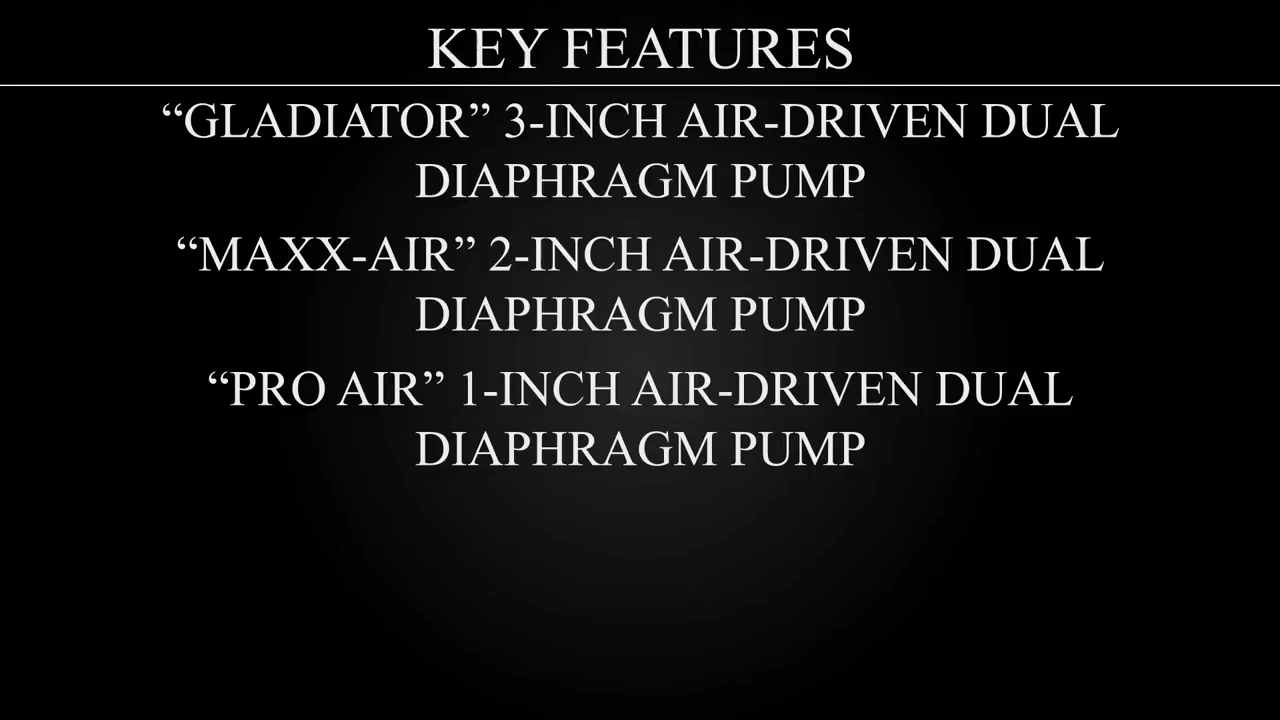 KEY FEATURES
“GLADIATOR” 3-INCH AIR-DRIVEN DUAL
DIAPHRAGM PUMP
“MAXX-AIR” 2-INCH AIR-DRIVEN DUAL
DIAPHRAGM PUMP
“PRO AIR” 1-INCH AIR-DRIVEN DUAL
DIAPHRAGM PUMP